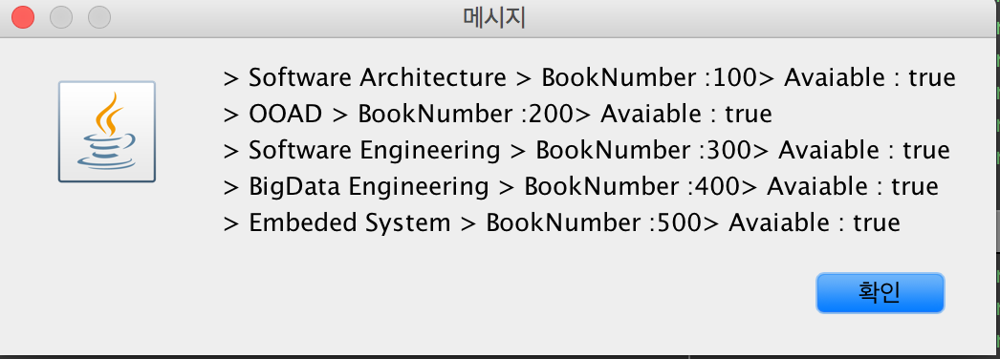 메시지
> Software Architecture > BookNumber :100> Avaiable : true
> OOAD > BookNumber :200> Avaiable : true
> Software Engineering > BookNumber :300> Avaiable : true
> BigData Engineering > BookNumber :400> Avaiable : true
> Embeded System > BookNumber :500> Avaiable : true
확인